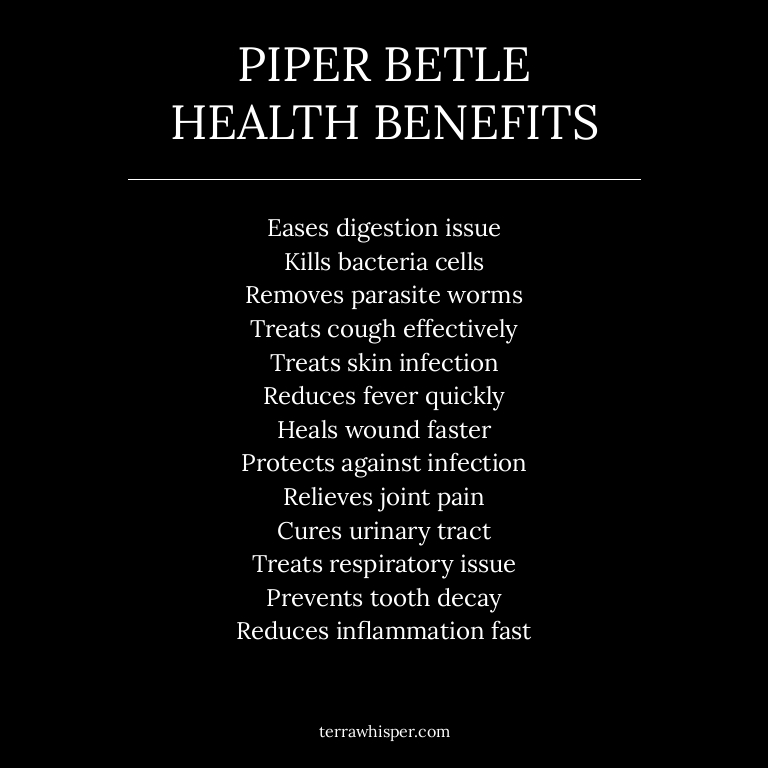 PIPER BETLE
HEALTH BENEFITS
Eases digestion issue
Kills bacteria cells
Removes parasite worms
Treats cough effectively
Treats skin infection
Reduces fever quickly
Heals wound faster
Protects against infection
Relieves joint pain
Cures urinary tract
Treats respiratory issue
Prevents tooth decay
Reduces inflammation fast
terrawhisper.com